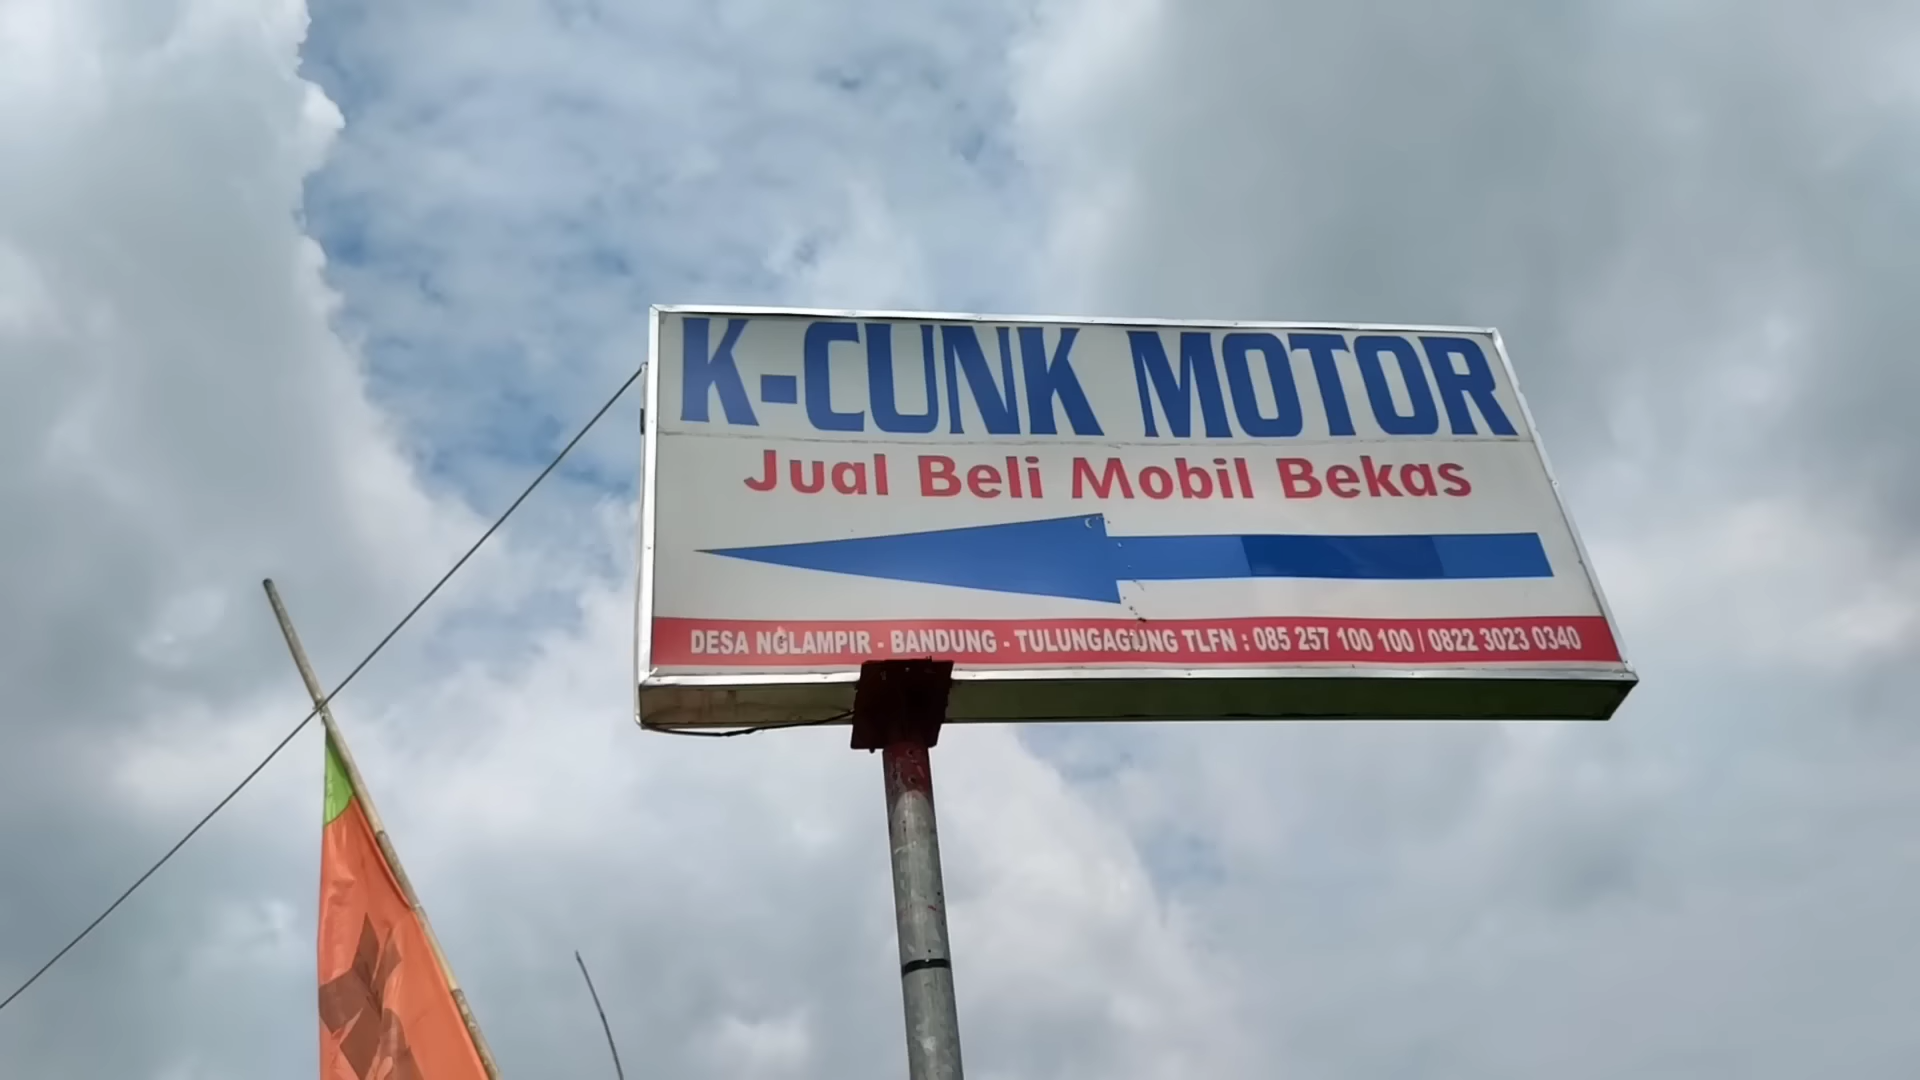 K-CUNK MOTOR
Jual Beli Mobil Bekas
DESA NGLAMPIR - BANDUNG - TULUNGAGUNG TLFN : 085 257 100 100 | 0822 3023 0340